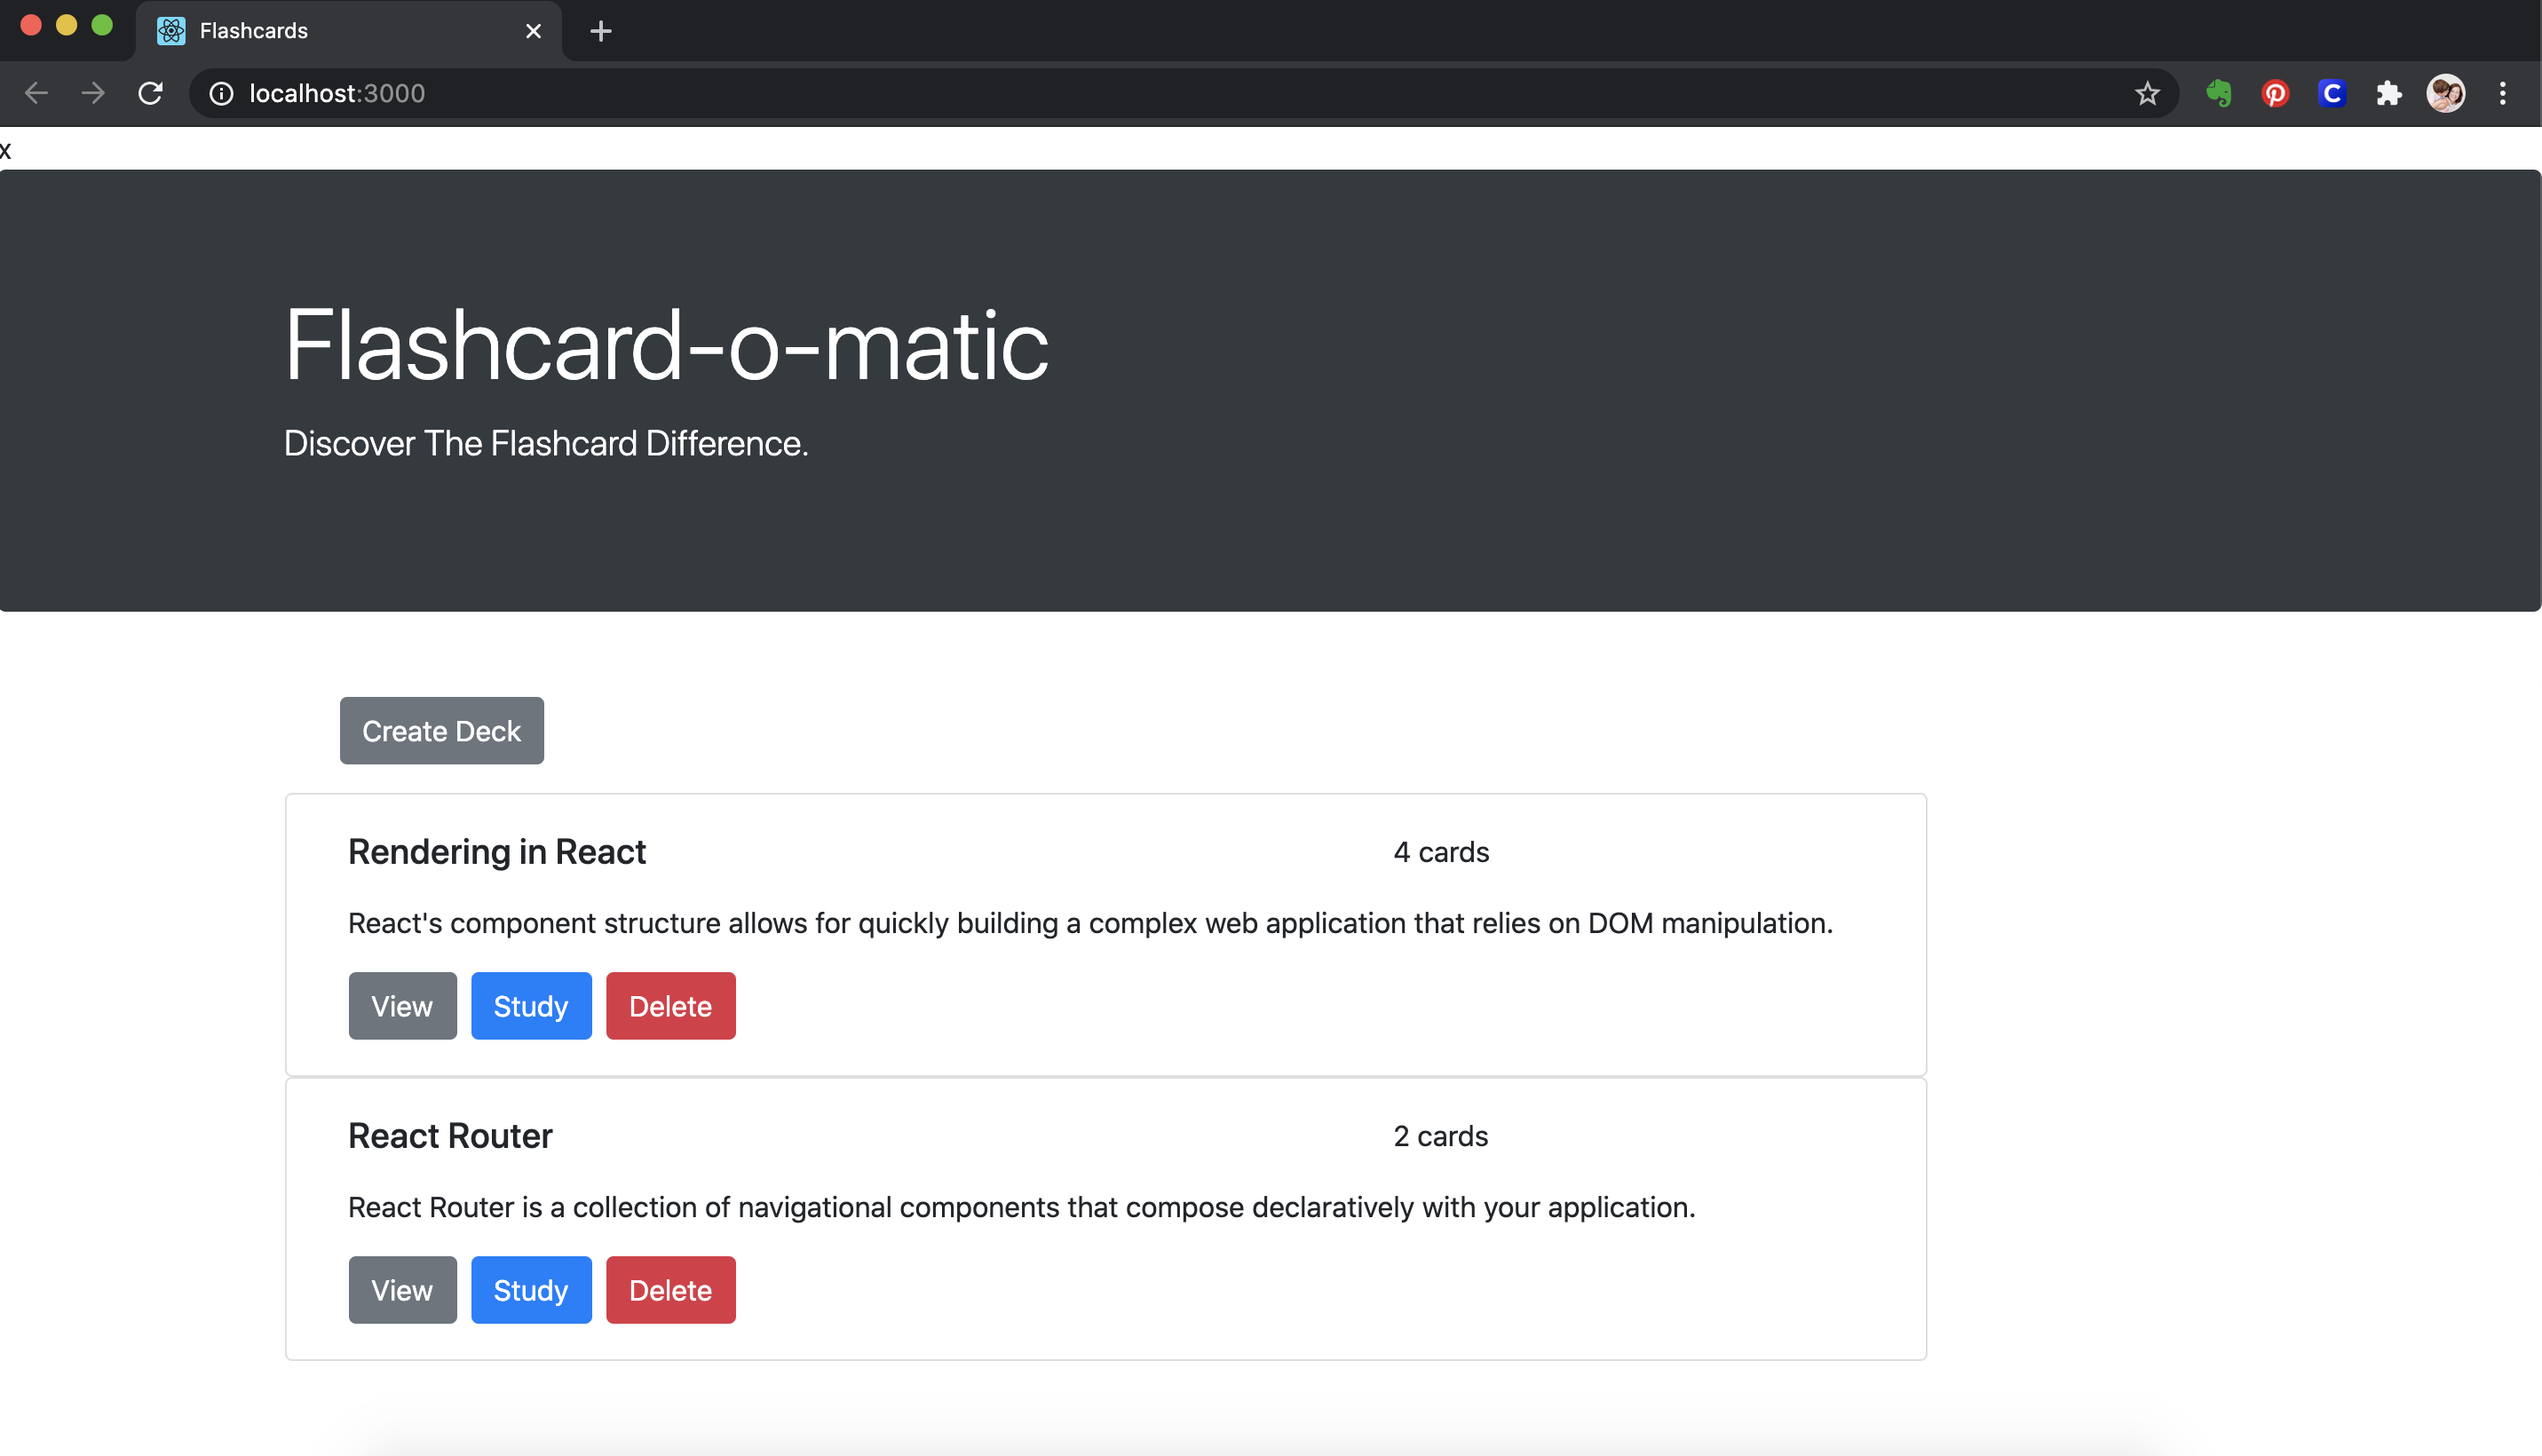 Flashcards
localhost:3000
x
Flashcard-o-matic
Discover The Flashcard Difference.
Create Deck
Rendering in React 4 cards
React's component structure allows for quickly building a complex web application that relies on DOM manipulation.
View Study Delete
React Router 2 cards
React Router is a collection of navigational components that compose declaratively with your application.
View Study Delete